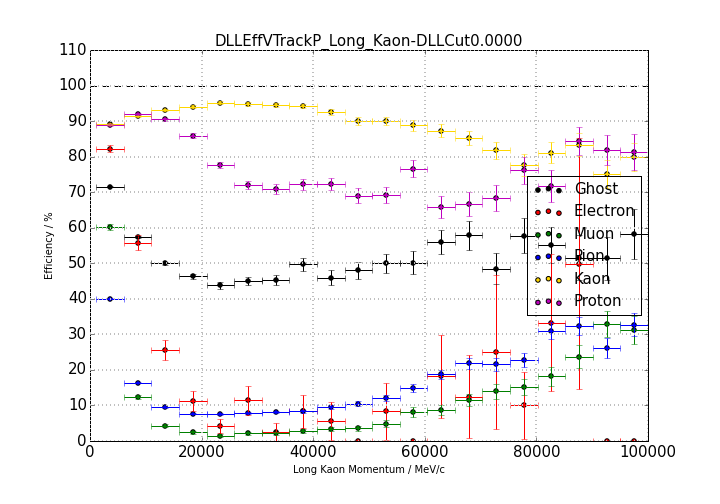 DLLEffVTrackP_Long_Kaon-DLLCut0.0000
110
100
90
80
70
60
50
40
30
20
10
0
Efficiency / %
Ghost
Electron
Muon
Pion
Kaon
Proton
0 20000 40000 60000 80000 100000
Long Kaon Momentum / MeV/c